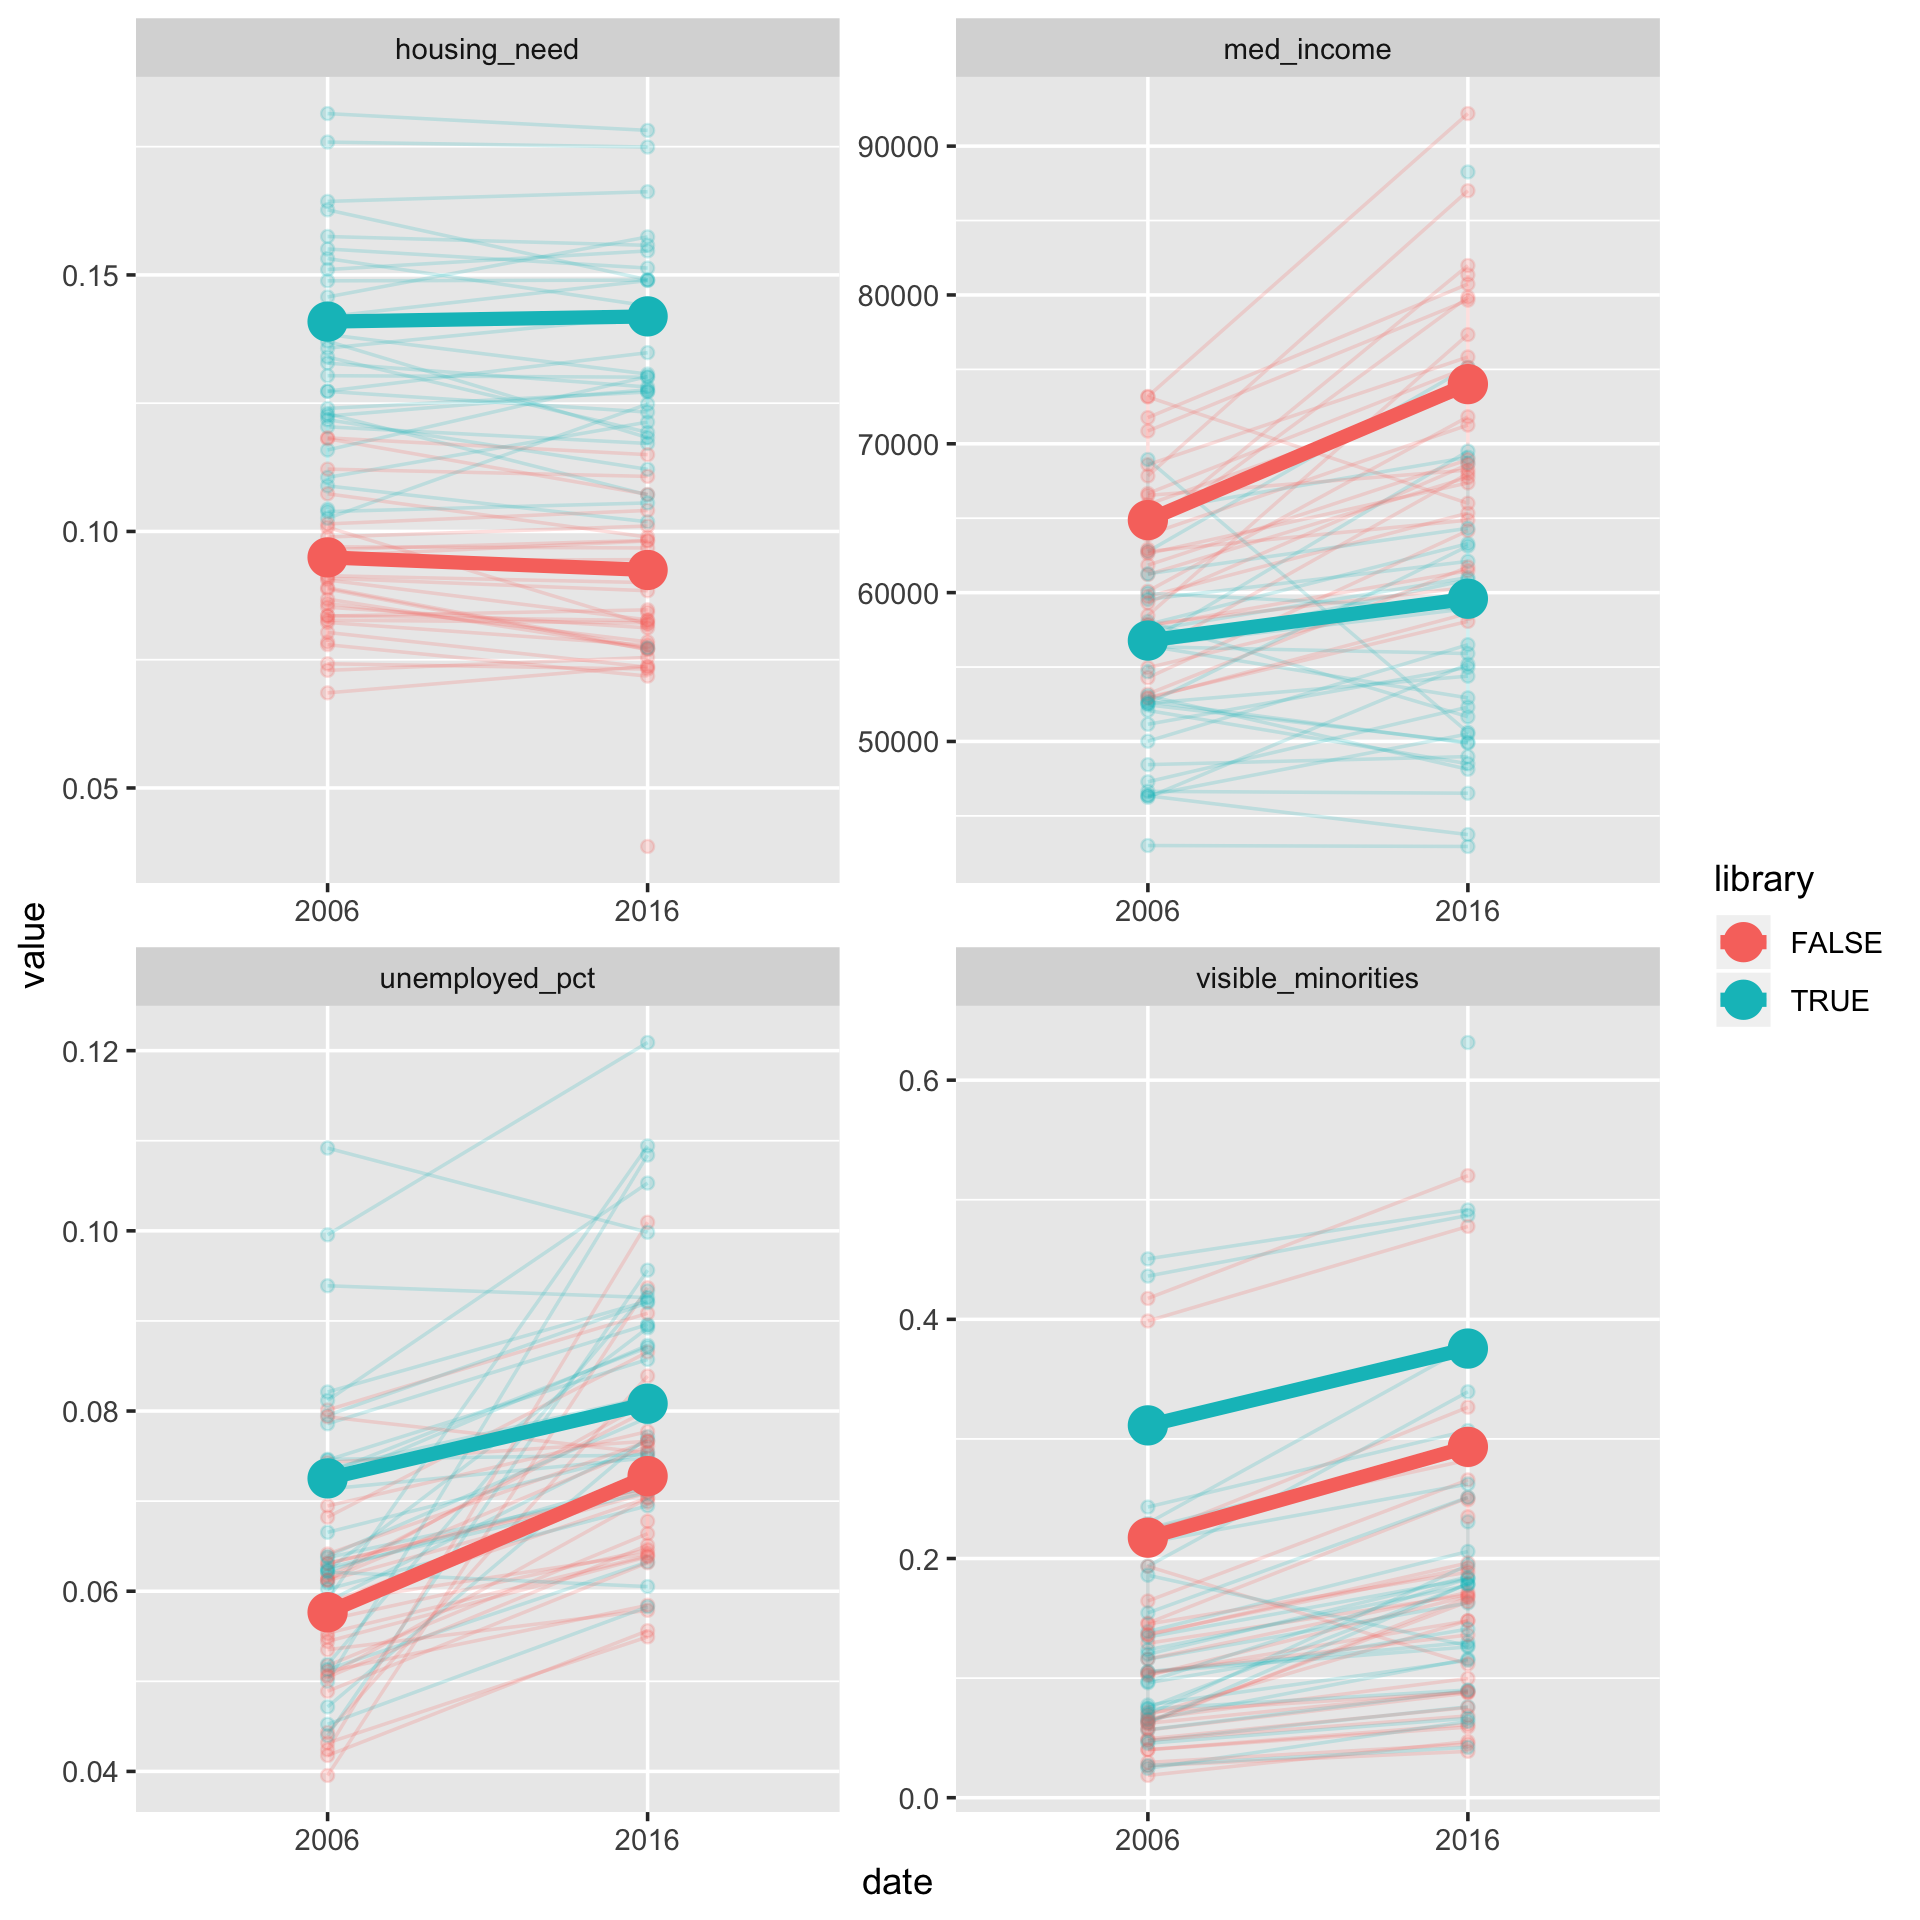 housing_need
0.15
0.10
0.05
2006 2016
med_income
90000
80000
70000
60000
50000
2006 2016
unemployed_pct
0.12
0.10
0.08
0.06
0.04
2006 2016
visible_minorities
0.6
0.4
0.2
0.0
2006 2016
value
date
library
FALSE
TRUE